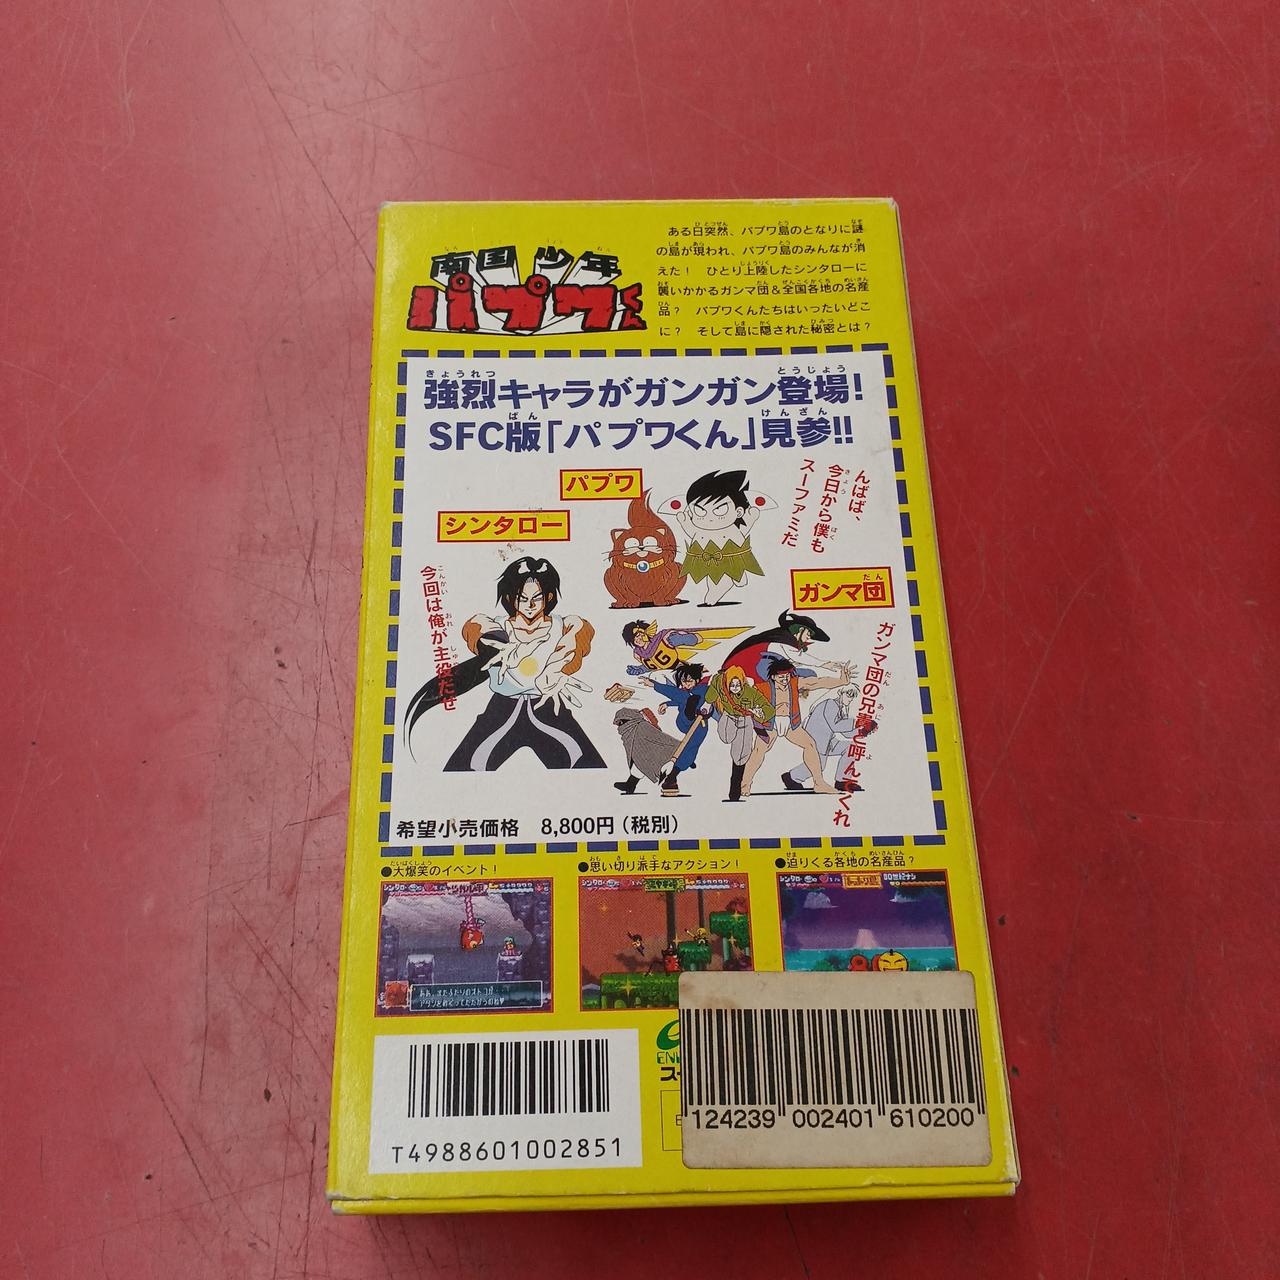 南国少年
パプワくん
ある日突然、パプワ島のとなりに謎
の島が現われ、パプワ島のみんなが消
えた！　ひとり上陸したシンタローに
襲いかかるガンマ団＆全国各地の名産
品？　パプワくんたちはいったいどこ
に？　そして島に隠された秘密とは？
強烈キャラがガンガン登場!
SFC版「パプワくん」見参!!
パプワ
んばば、
今日から僕も
スーファミだ
シンタロー
今回は俺が主役だぜ
ガンマ団
ガンマ団の兄貴と呼んでくれ
希望小売価格　8,800円（税別）
●大爆笑のイベント！
●思い切り派手なアクション！
●迫りくる各地の名産品？
T4988601002851
124239 002401 610200